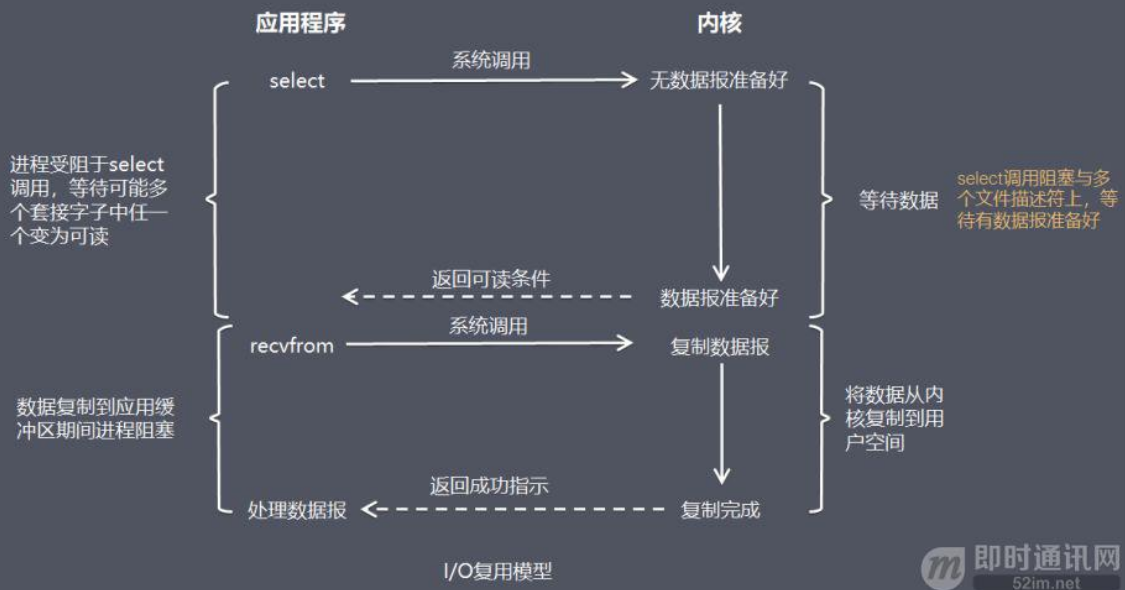 应用程序
内核
系统调用
select
无数据报准备好
进程受阻于select
调用，等待可能多
个套接字子中任一
个变为可读
等待数据
select调用阻塞与多
个文件描述符上，等
待有数据报准备好
返回可读条件
数据报准备好
系统调用
recvfrom
复制数据报
数据复制到应用缓
冲区期间进程阻塞
将数据从内
核复制到用
户空间
返回成功指示
处理数据报
复制完成
I/O复用模型
即时通讯网
52im.net